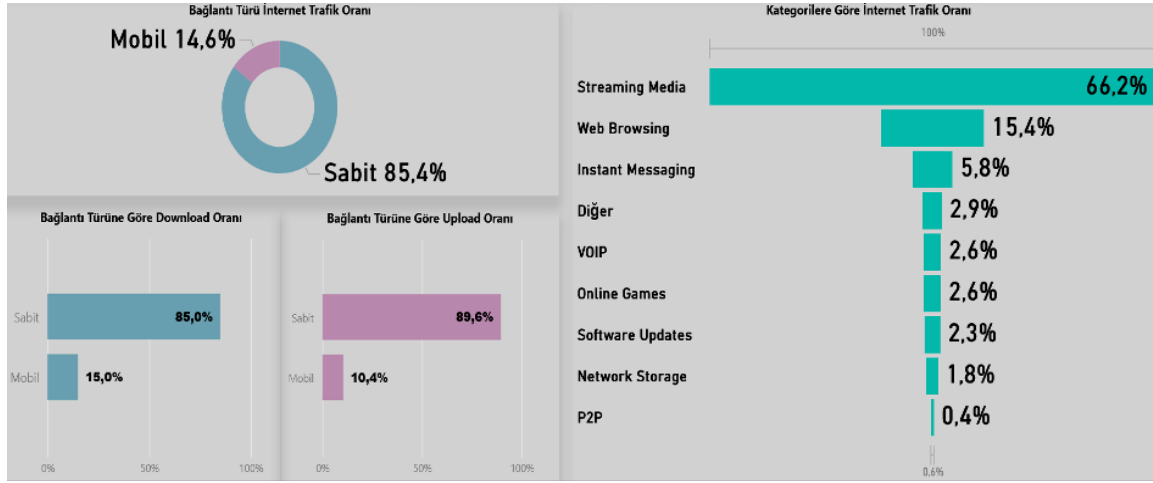 Bağlantı Türü İnternet Trafik Oranı
Mobil 14,6%
Sabit 85,4%
Bağlantı Türüne Göre Download Oranı
Sabit 85,0%
Mobil 15,0%
0% 50% 100%
Bağlantı Türüne Göre Upload Oranı
Sabit 89,6%
Mobil 10,4%
0% 50% 100%
Kategorilere Göre İnternet Trafik Oranı
100%
Streaming Media 66,2%
Web Browsing 15,4%
Instant Messaging 5,8%
Diğer 2,9%
VOIP 2,6%
Online Games 2,6%
Software Updates 2,3%
Network Storage 1,8%
P2P 0,4%
0,6%